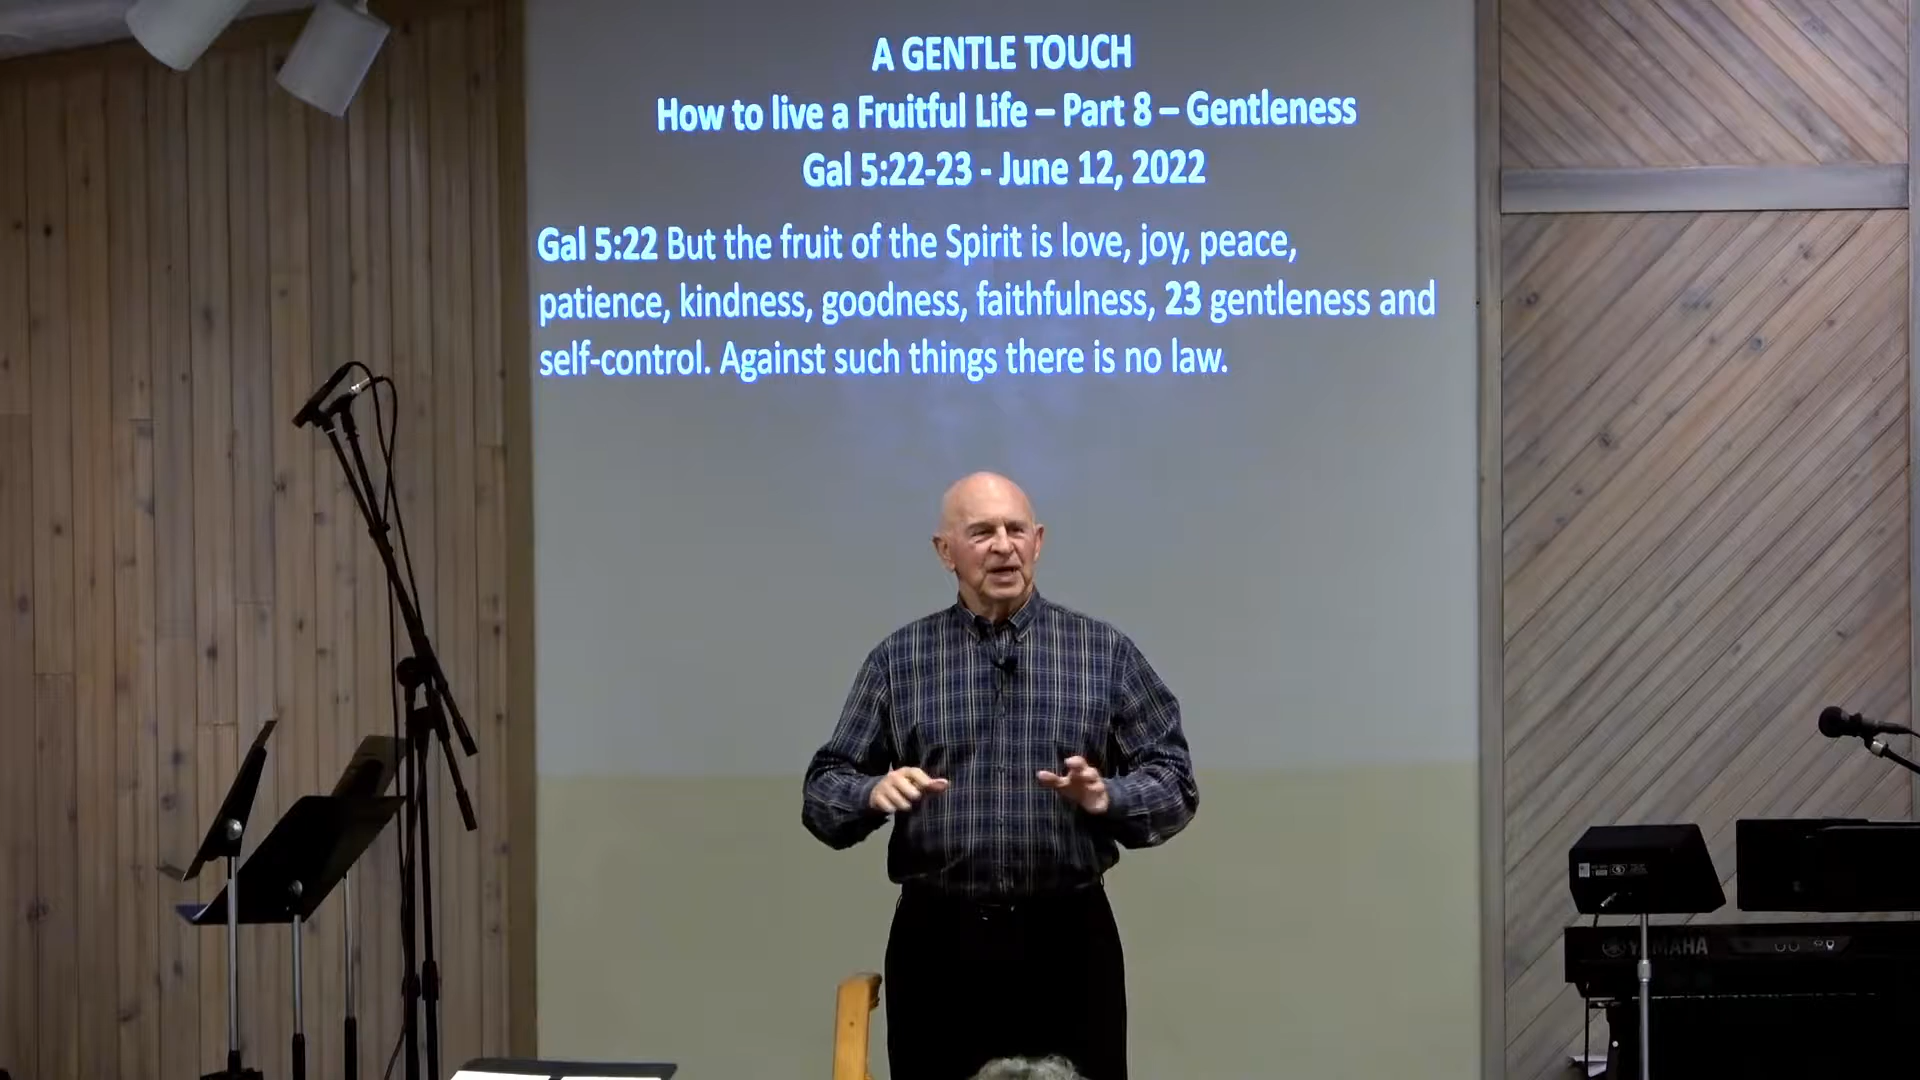 A GENTLE TOUCH
How to live a Fruitful Life – Part 8 – Gentleness
Gal 5:22-23 - June 12, 2022
Gal 5:22 But the fruit of the Spirit is love, joy, peace,
patience, kindness, goodness, faithfulness, 23 gentleness and
self-control. Against such things there is no law.
YAMAHA